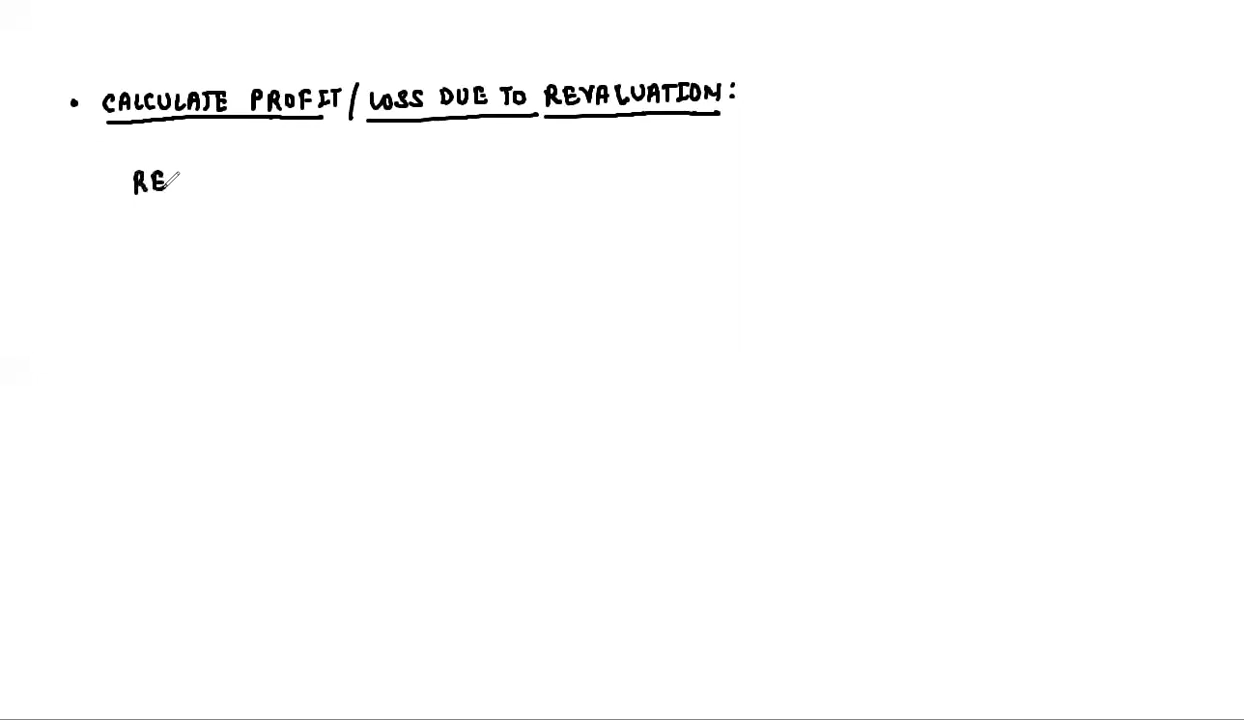 • CALCULATE PROFIT / LOSS DUE TO REVALUATION:
RE